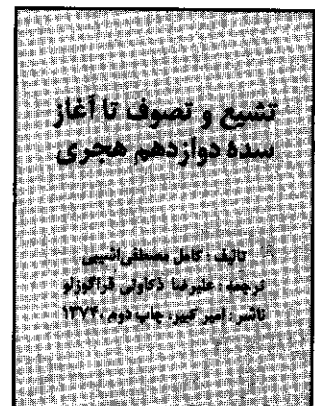 تشیع و تصوف تا آغاز
سدهٔ دوازدهم هجری
تالیف : کامل مصطفی الشیبی
ترجمه : علیرضا ذکاوتی قراگوزلو
ناشر : امیر کبیر، چاپ دوم، ۱۳۷۴